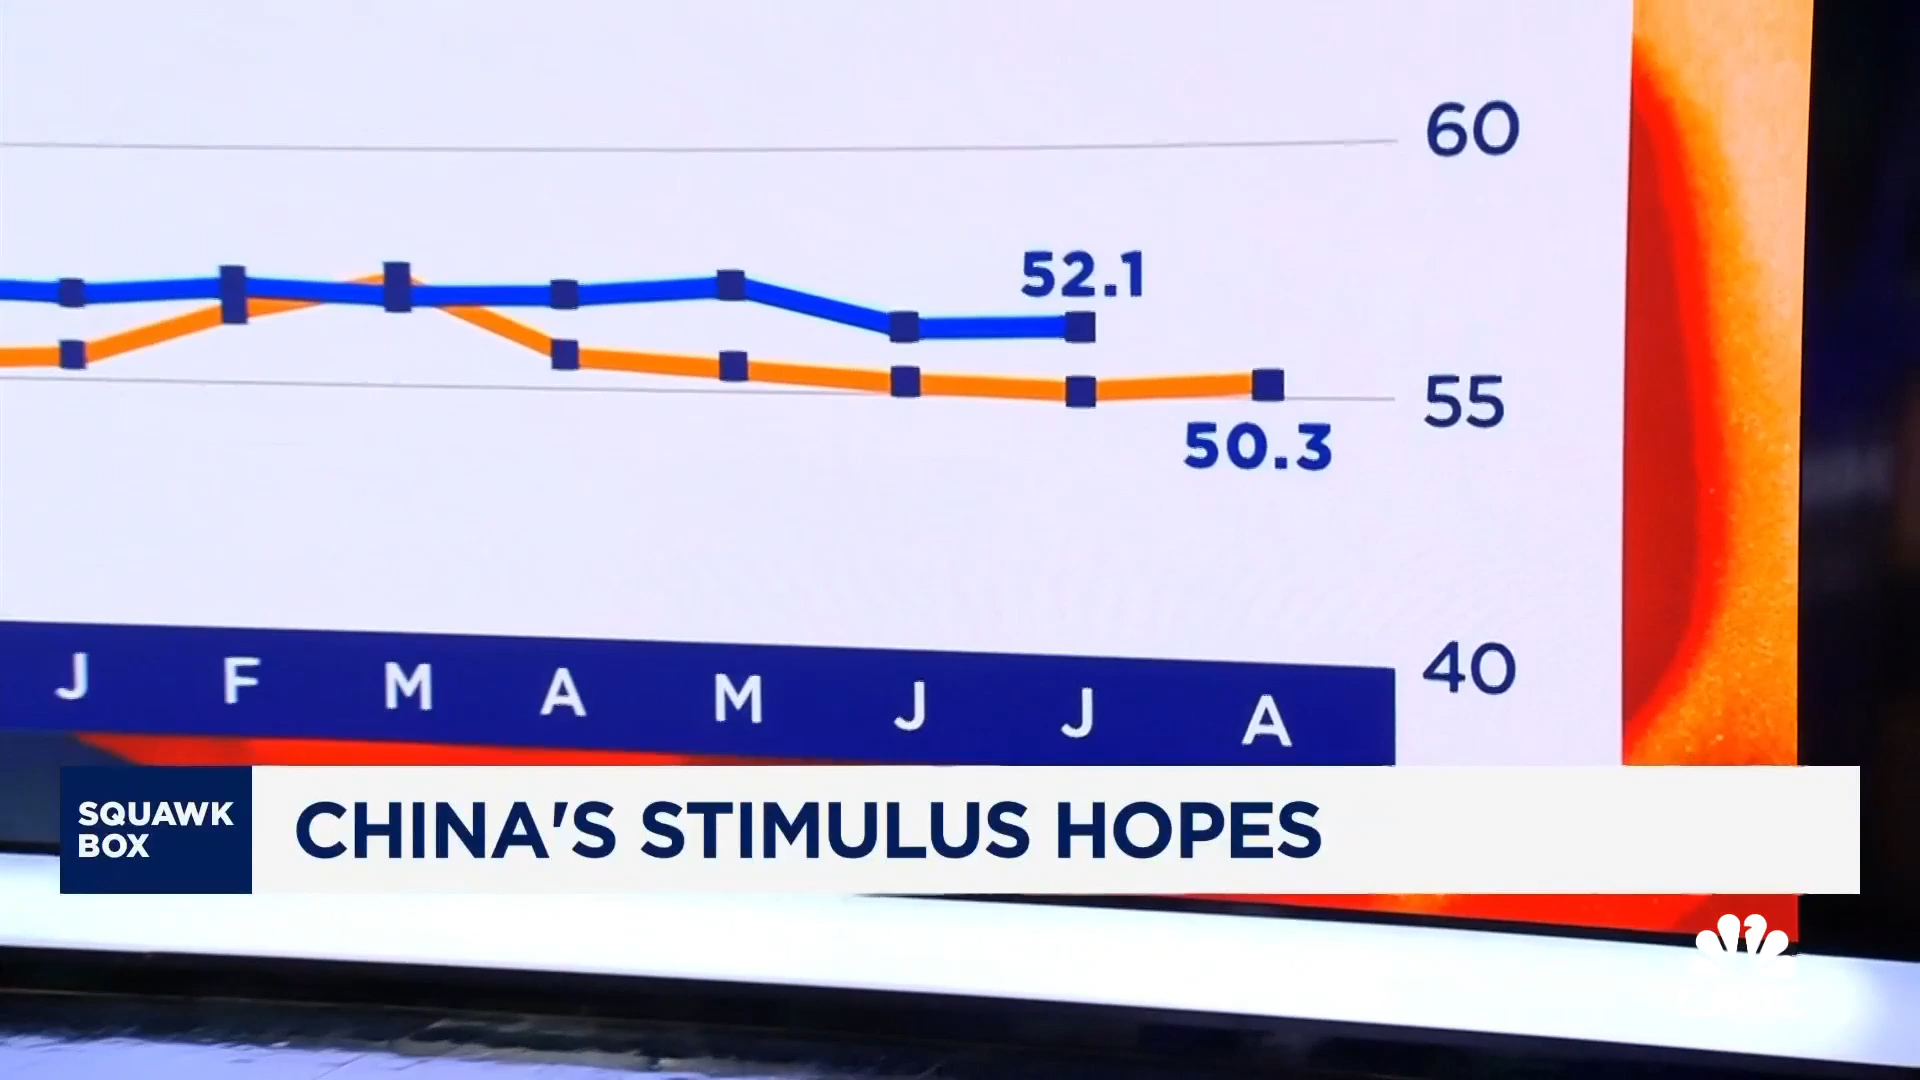 60
52.1
55
50.3
40
J F M A M J J A
SQUAWK
BOX
CHINA'S STIMULUS HOPES